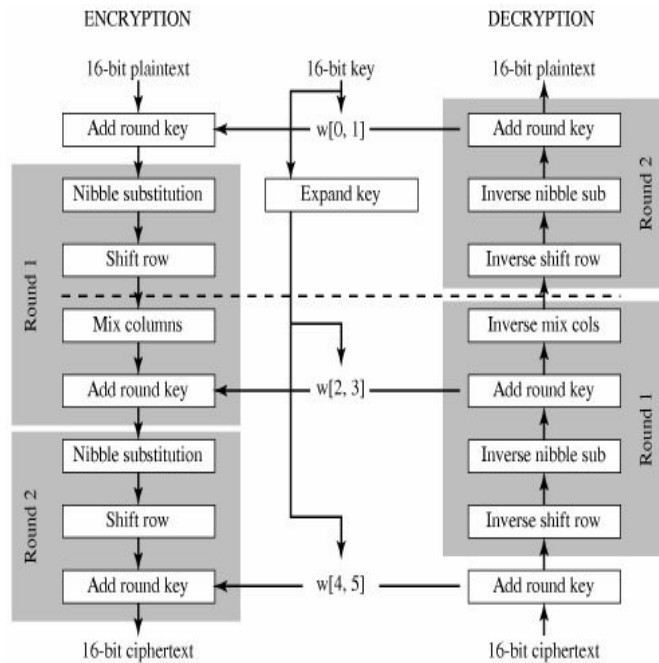 ENCRYPTION
DECRYPTION
16-bit plaintext
16-bit key
16-bit plaintext
Add round key
w[0, 1]
Add round key
Nibble substitution
Expand key
Inverse nibble sub
Round 2
Shift row
Inverse shift row
Round 1
Mix columns
Inverse mix cols
Add round key
w[2, 3]
Add round key
Nibble substitution
Inverse nibble sub
Round 1
Shift row
Inverse shift row
Round 2
Add round key
w[4, 5]
Add round key
16-bit ciphertext
16-bit ciphertext